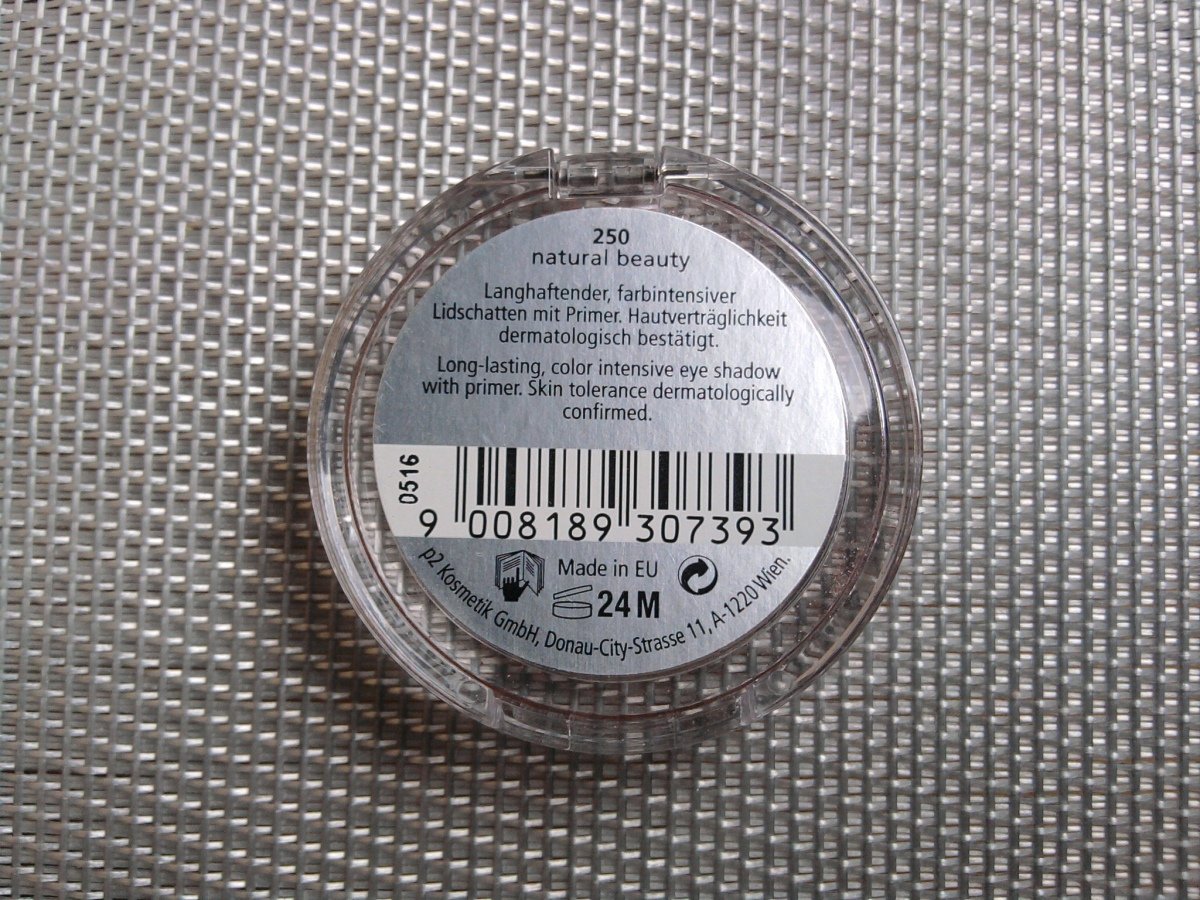 250
natural beauty
Langhaftender, farbintensiver
Lidschatten mit Primer. Hautverträglichkeit
dermatologisch bestätigt.
Long-lasting, color intensive eye shadow
with primer. Skin tolerance dermatologically
confirmed.
0516
9 008189 307393
Made in EU
24 M
p2 Kosmetik GmbH, Donau-City-Strasse 11, A-1220 Wien.